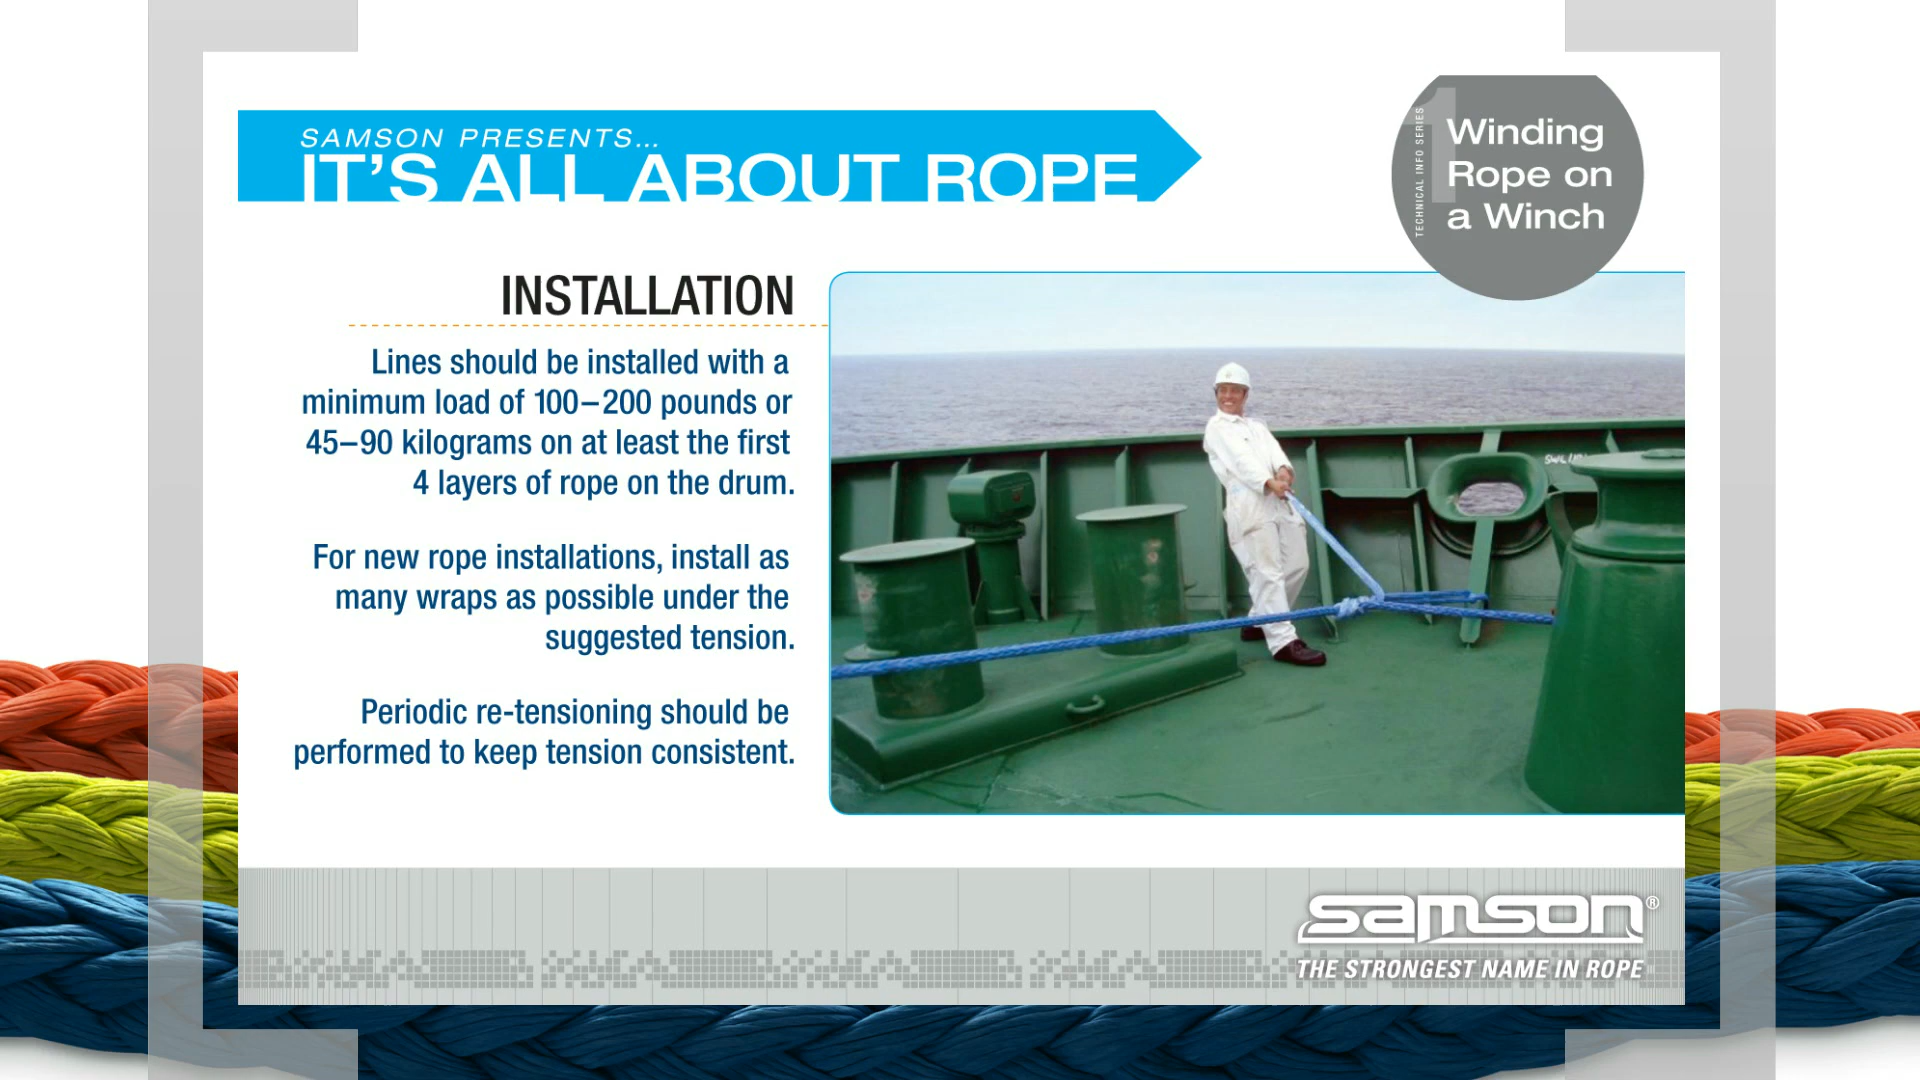 SAMSON PRESENTS...
IT'S ALL ABOUT ROPE
TECHNICAL INFO SERIES
1
Winding
Rope on
a Winch
INSTALLATION
Lines should be installed with a
minimum load of 100–200 pounds or
45–90 kilograms on at least the first
4 layers of rope on the drum.
For new rope installations, install as
many wraps as possible under the
suggested tension.
Periodic re-tensioning should be
performed to keep tension consistent.
samson®
THE STRONGEST NAME IN ROPE